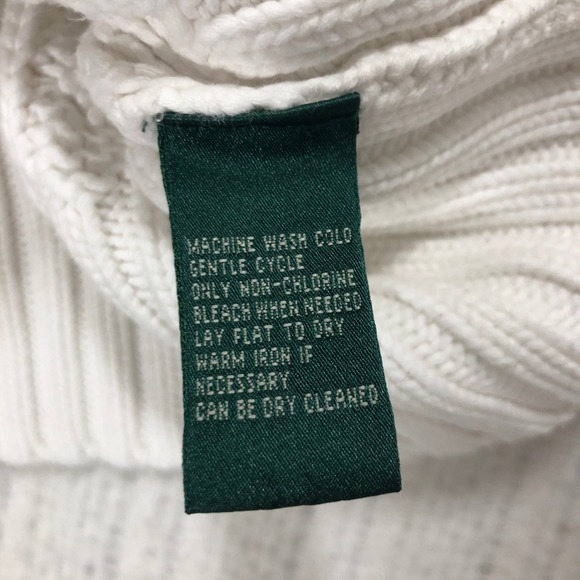 MACHINE WASH COLD
GENTLE CYCLE
ONLY NON-CHLORINE
BLEACH WHEN NEEDED
LAY FLAT TO DRY
WARM IRON IF
NECESSARY
CAN BE DRY CLEANED